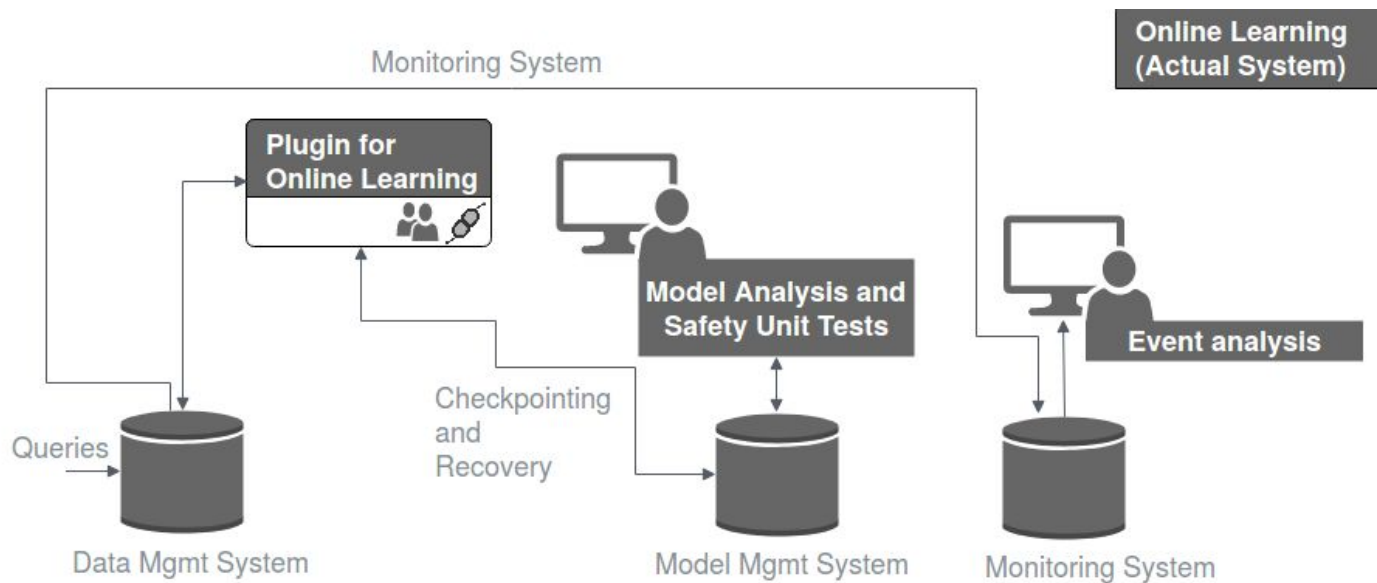 Online Learning
(Actual System)
Monitoring System
Plugin for
Online Learning
Model Analysis and
Safety Unit Tests
Event analysis
Checkpointing
and
Recovery
Queries
Data Mgmt System
Model Mgmt System
Monitoring System